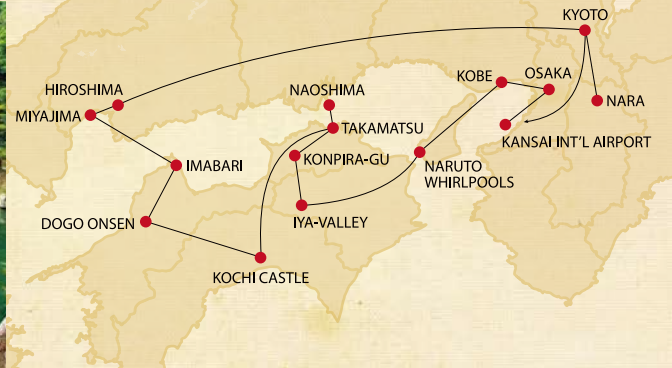 KYOTO
KOBE
OSAKA
HIROSHIMA
NAOSHIMA
NARA
MIYAJIMA
TAKAMATSU
KANSAI INT'L AIRPORT
KONPIRA-GU
IMABARI
NARUTO
WHIRLPOOLS
DOGO ONSEN
IYA-VALLEY
KOCHI CASTLE